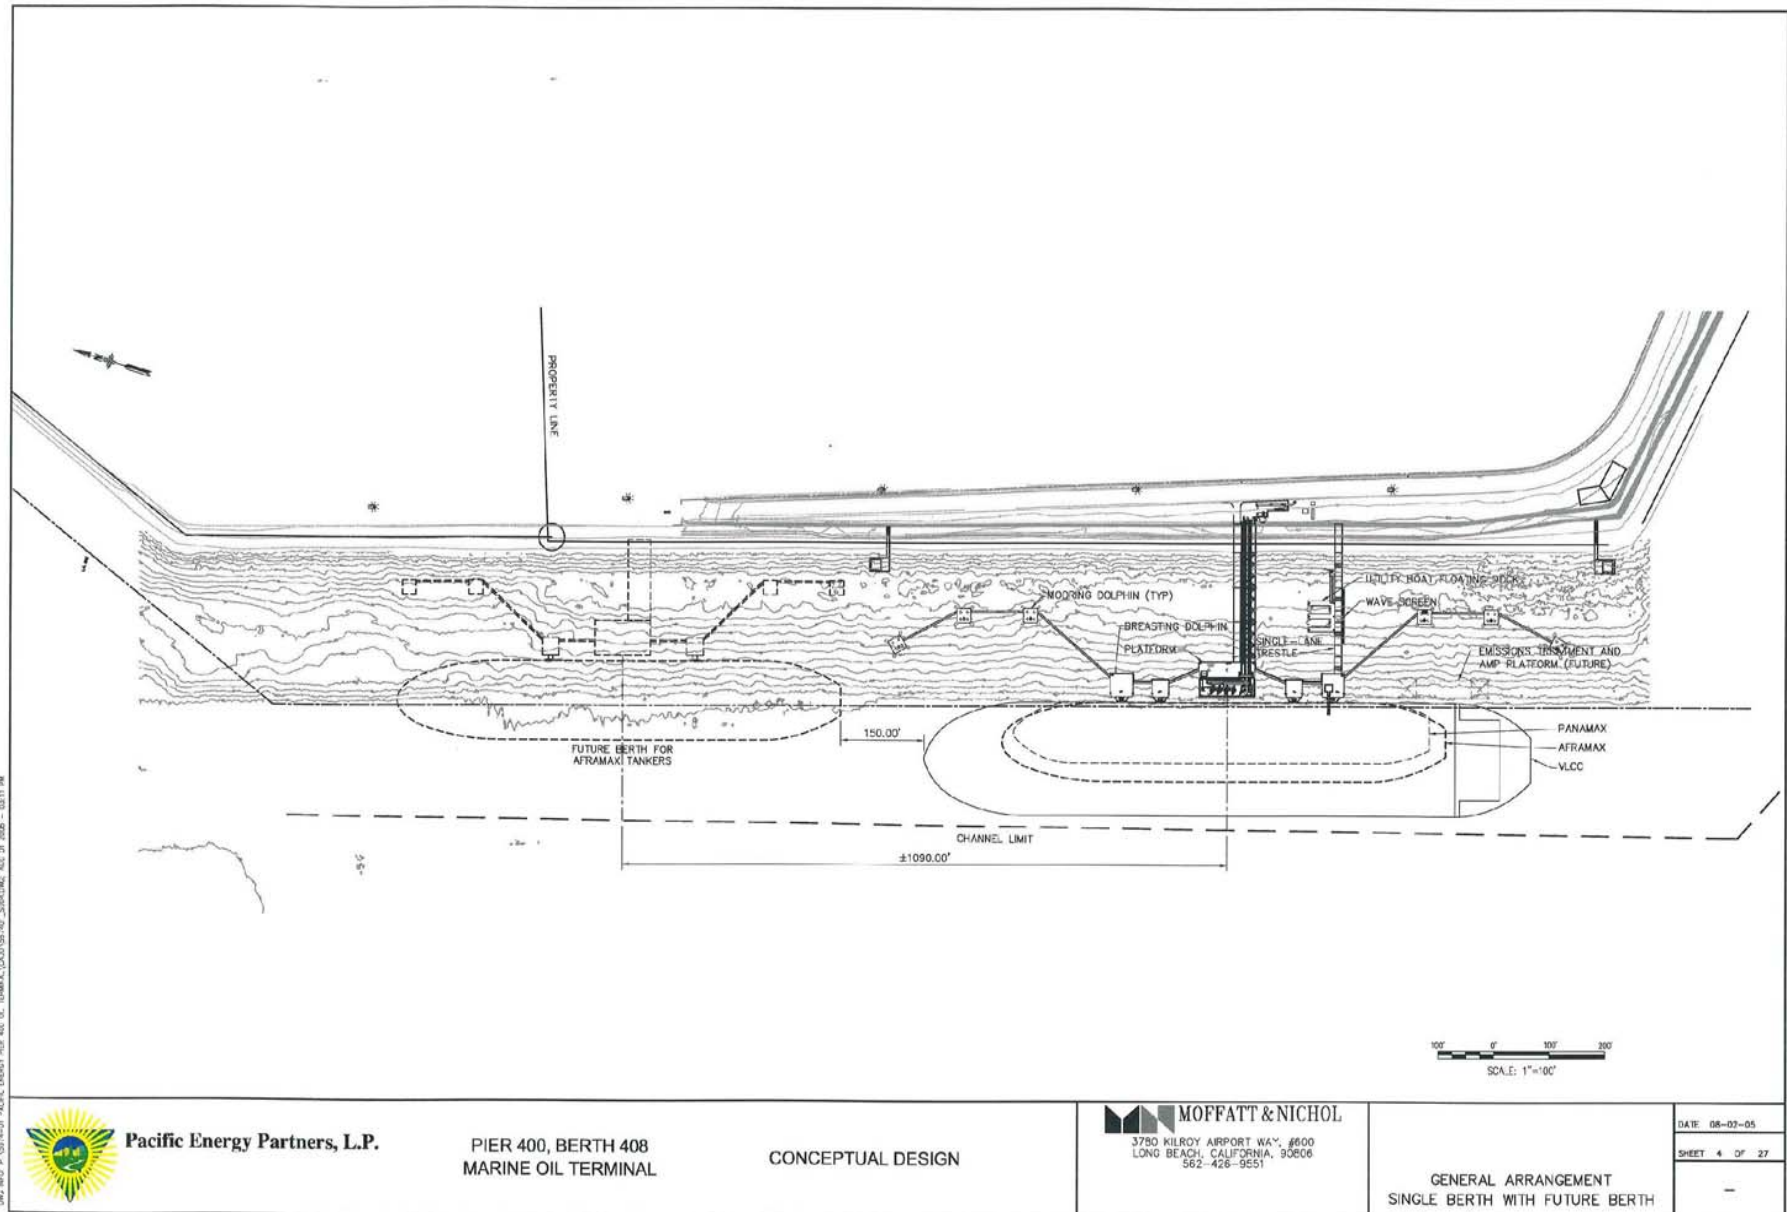 PROPERTY LINE
MOORING DOLPHIN (TYP)
UTILITY BOAT FLOATING DOCK
WAVE SCREEN
BREASTING DOLPHIN
PLATFORM
SINGLE-LANE
TRESTLE
EMISSIONS TREATMENT AND
AMP PLATFORM (FUTURE)
FUTURE BERTH FOR
AFRAMAX TANKERS
150.00'
PANAMAX
AFRAMAX
VLCC
CHANNEL LIMIT
±1090.00'
-56
100' 0' 100' 200'
SCALE: 1"=100'
Pacific Energy Partners, L.P.
PIER 400, BERTH 408
MARINE OIL TERMINAL
CONCEPTUAL DESIGN
MOFFATT & NICHOL
3780 KILROY AIRPORT WAY, #600
LONG BEACH, CALIFORNIA, 90806
562-426-9551
GENERAL ARRANGEMENT
SINGLE BERTH WITH FUTURE BERTH
DATE 08-02-05
SHEET 4 OF 27
–